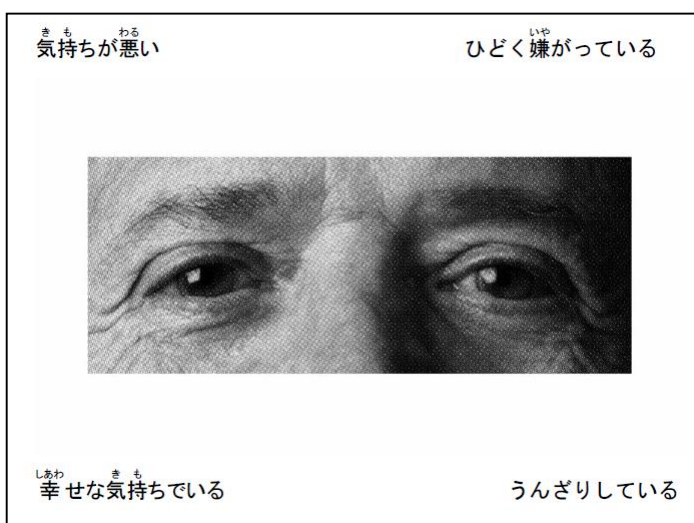 気持ちが悪い
ひどく嫌がっている
幸せな気持ちでいる
うんざりしている